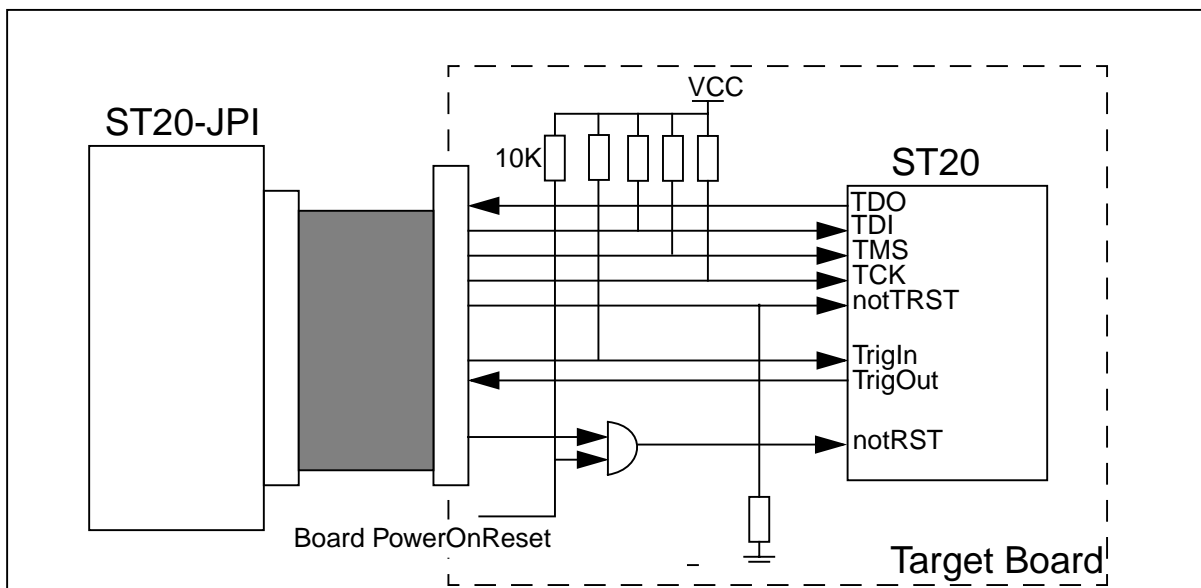 VCC
ST20-JPI
10K
ST20
TDO
TDI
TMS
TCK
notTRST
TrigIn
TrigOut
notRST
Board PowerOnReset
Target Board